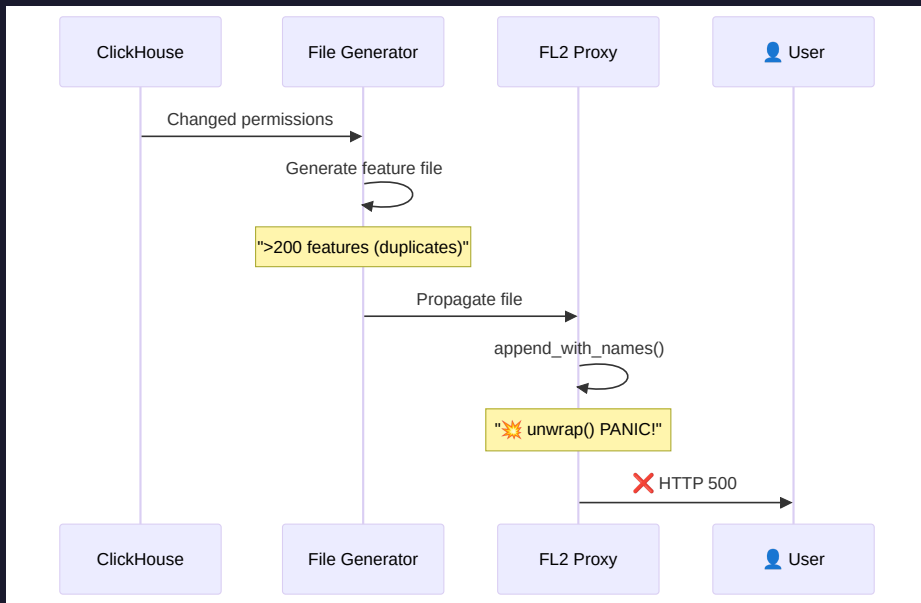 ClickHouse
File Generator
FL2 Proxy
👤 User
Changed permissions
Generate feature file
">200 features (duplicates)"
Propagate file
append_with_names()
"💥 unwrap() PANIC!"
❌ HTTP 500
ClickHouse
File Generator
FL2 Proxy
👤 User